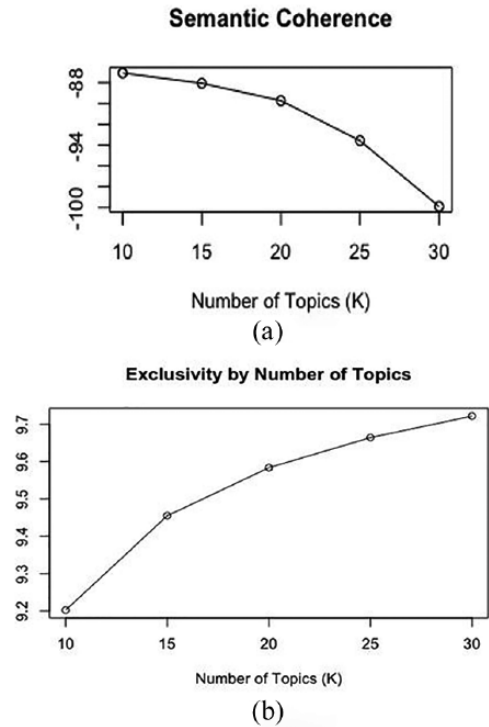 Semantic Coherence
-88
-94
-100
10 15 20 25 30
Number of Topics (K)
(a)
Exclusivity by Number of Topics
9.7
9.6
9.5
9.4
9.3
9.2
10 15 20 25 30
Number of Topics (K)
(b)